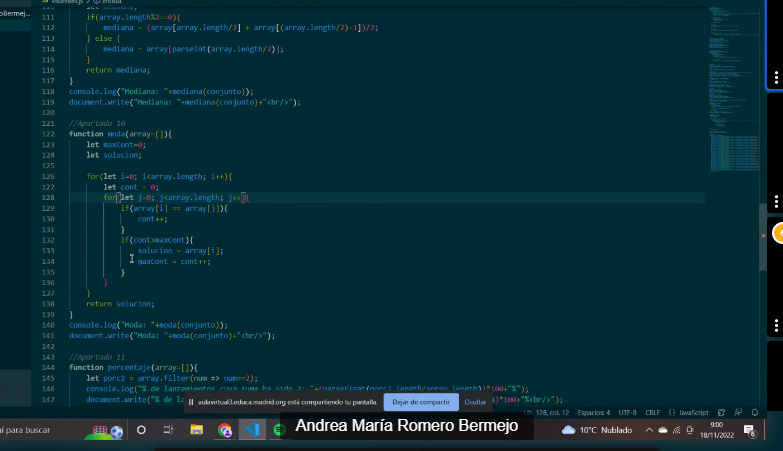 examen.js
moda
oBermej...
111 if(array.length%2==0){
112 mediana = (array[array.length/2] + array[(array.length/2)-1])/2;
113 } else {
114 mediana = array[parseInt(array.length/2)];
115 }
116 return mediana;
117 }
118 console.log("Mediana: "+mediana(conjunto));
119 document.write("Mediana: "+mediana(conjunto)+"<br/>");
120
121 //Apartado 10
122 function moda(array=[]){
123 let maxCont=0;
124 let solucion;
125
126 for(let i=0; i<array.length; i++){
127 let cont = 0;
128 for(let j=0; j<array.length; j++){
129 if(array[i] == array[j]){
130 cont++;
131 }
132 if(cont>maxCont){
133 solucion = array[i];
134 maxCont = cont++;
135 }
136 }
137 }
138 return solucion;
139 }
140 console.log("Moda: "+moda(conjunto));
141 document.write("Moda: "+moda(conjunto)+"<br/>");
142
143 //Apartado 11
144 function porcentaje(array=[]){
145 let porc2 = array.filter(num => num==2);
146 console.log("% de lanzamientos cuya suma ha sido 3: "+(parseFloat(porc2.length/array.length))*100+"%");
147 document.write("% de la
))*100+"%<br/>");
aulavirtual3.educa.madrid.org está compartiendo tu pantalla.
Dejar de compartir
Ocultar
128, col. 12
Espacios: 4
UTF-8
CRLF
{} JavaScript
uí para buscar
Andrea María Romero Bermejo
10°C Nublado
9:00
18/11/2022
6